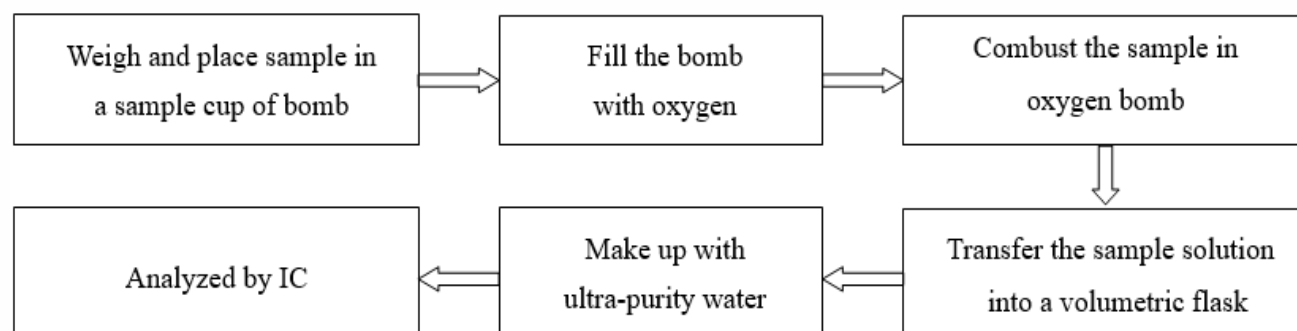 Weigh and place sample in
a sample cup of bomb
Fill the bomb
with oxygen
Combust the sample in
oxygen bomb
Transfer the sample solution
into a volumetric flask
Make up with
ultra-purity water
Analyzed by IC